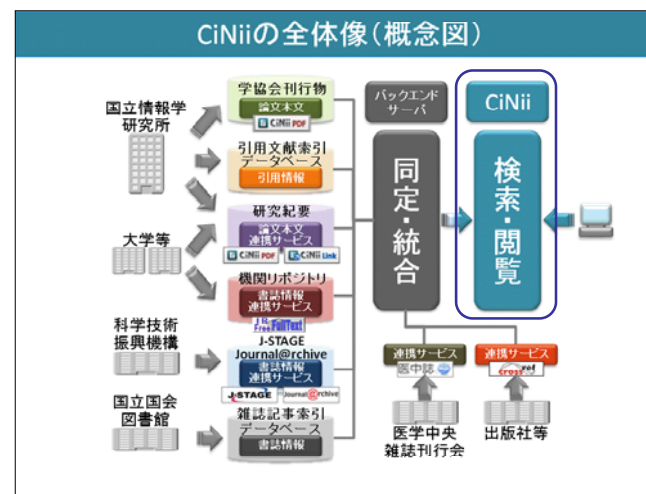 CiNiiの全体像（概念図）
国立情報学
研究所
大学等
科学技術
振興機構
国立国会
図書館
学協会刊行物
論文本文
CiNii PDF
引用文献索引
データベース
引用情報
研究紀要
論文本文
連携サービス
CiNii PDF
CiNii Link
機関リポジトリ
書誌情報
連携サービス
Free FullText
J-STAGE
Journal@rchive
書誌情報
連携サービス
J-STAGE
Journal@rchive
雑誌記事索引
データベース
書誌情報
バックエンド
サーバ
同定・統合
CiNii
検索・閲覧
連携サービス
医中誌
医学中央
雑誌刊行会
連携サービス
crossref
出版社等